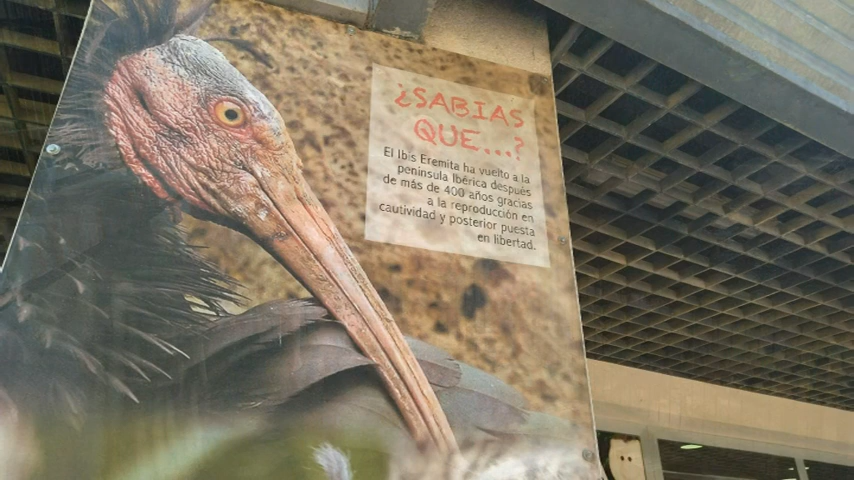 ¿SABIAS
QUE...?
El Ibis Eremita ha vuelto a la
península Ibérica después
de más de 400 años gracias
a la reproducción en
cautividad y posterior puesta
en libertad.